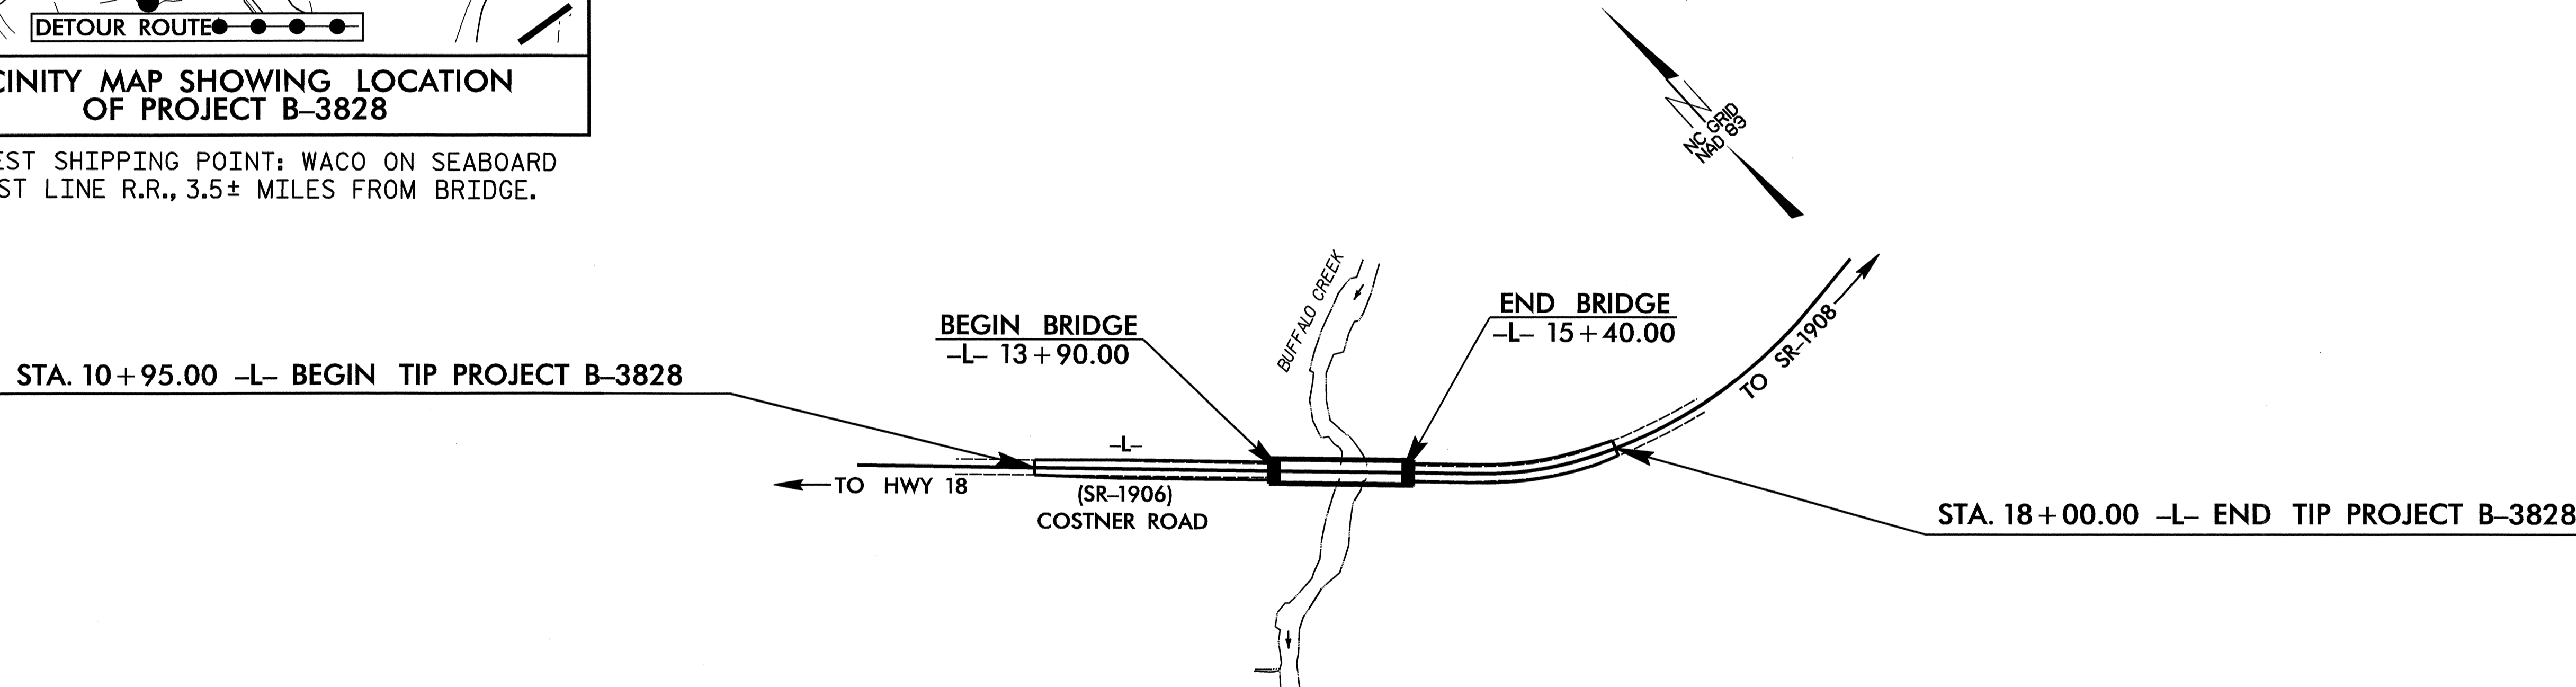 DETOUR ROUTE
MAP SHOWING LOCATION
OF PROJECT B–3828
SHIPPING POINT: WACO ON SEABOARD
LINE R.R., 3.5± MILES FROM BRIDGE.
NC GRID
NAD 83
BUFFALO CREEK
BEGIN BRIDGE
–L– 13+90.00
END BRIDGE
–L– 15+40.00
TO SR–1908
STA. 10+95.00 –L– BEGIN TIP PROJECT B–3828
–L–
TO HWY 18
(SR–1906)
COSTNER ROAD
STA. 18+00.00 –L– END TIP PROJECT B–3828